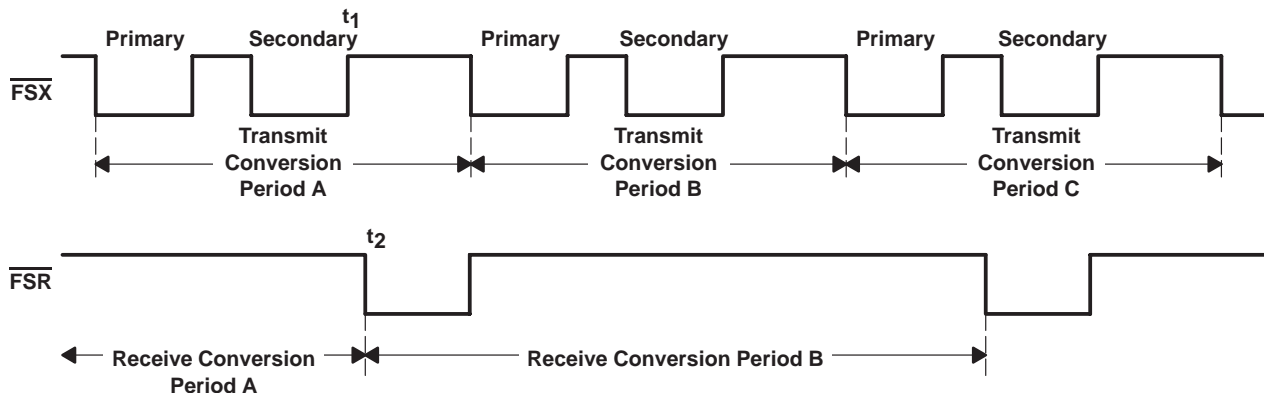 t1
Primary Secondary Primary Secondary Primary Secondary
FSX
Transmit Conversion Period A
Transmit Conversion Period B
Transmit Conversion Period C
t2
FSR
Receive Conversion Period A
Receive Conversion Period B